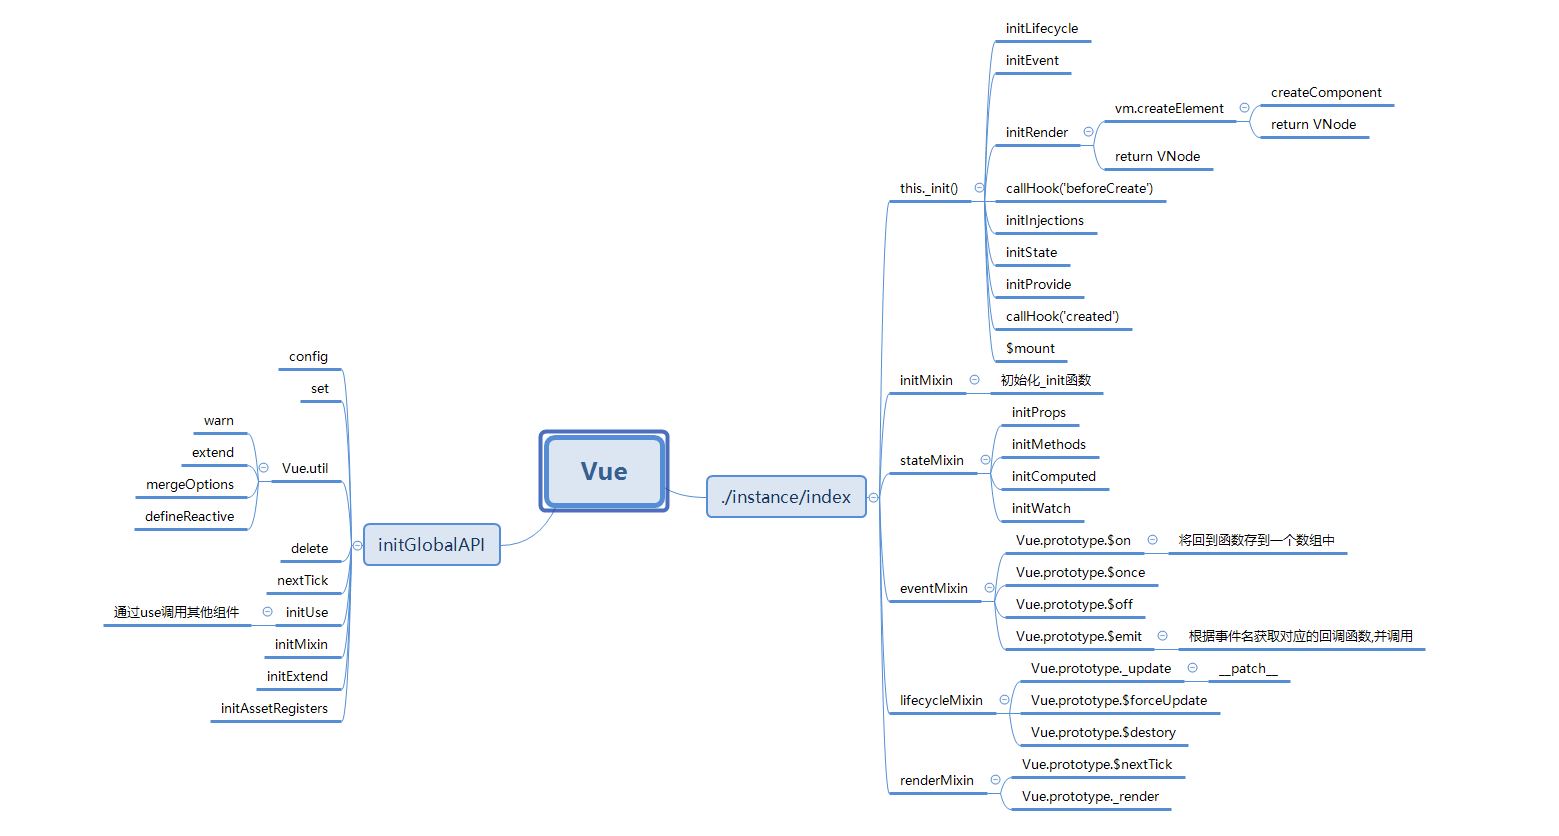 Vue
./instance/index
this._init()
initLifecycle
initEvent
initRender
vm.createElement
createComponent
return VNode
return VNode
callHook('beforeCreate')
initInjections
initState
initProvide
callHook('created')
$mount
initMixin
初始化_init函数
stateMixin
initProps
initMethods
initComputed
initWatch
eventMixin
Vue.prototype.$on
将回到函数存到一个数组中
Vue.prototype.$once
Vue.prototype.$off
Vue.prototype.$emit
根据事件名获取对应的回调函数,并调用
lifecycleMixin
Vue.prototype._update
__patch__
Vue.prototype.$forceUpdate
Vue.prototype.$destory
renderMixin
Vue.prototype.$nextTick
Vue.prototype._render
initGlobalAPI
config
set
Vue.util
warn
extend
mergeOptions
defineReactive
delete
nextTick
initUse
通过use调用其他组件
initMixin
initExtend
initAssetRegisters